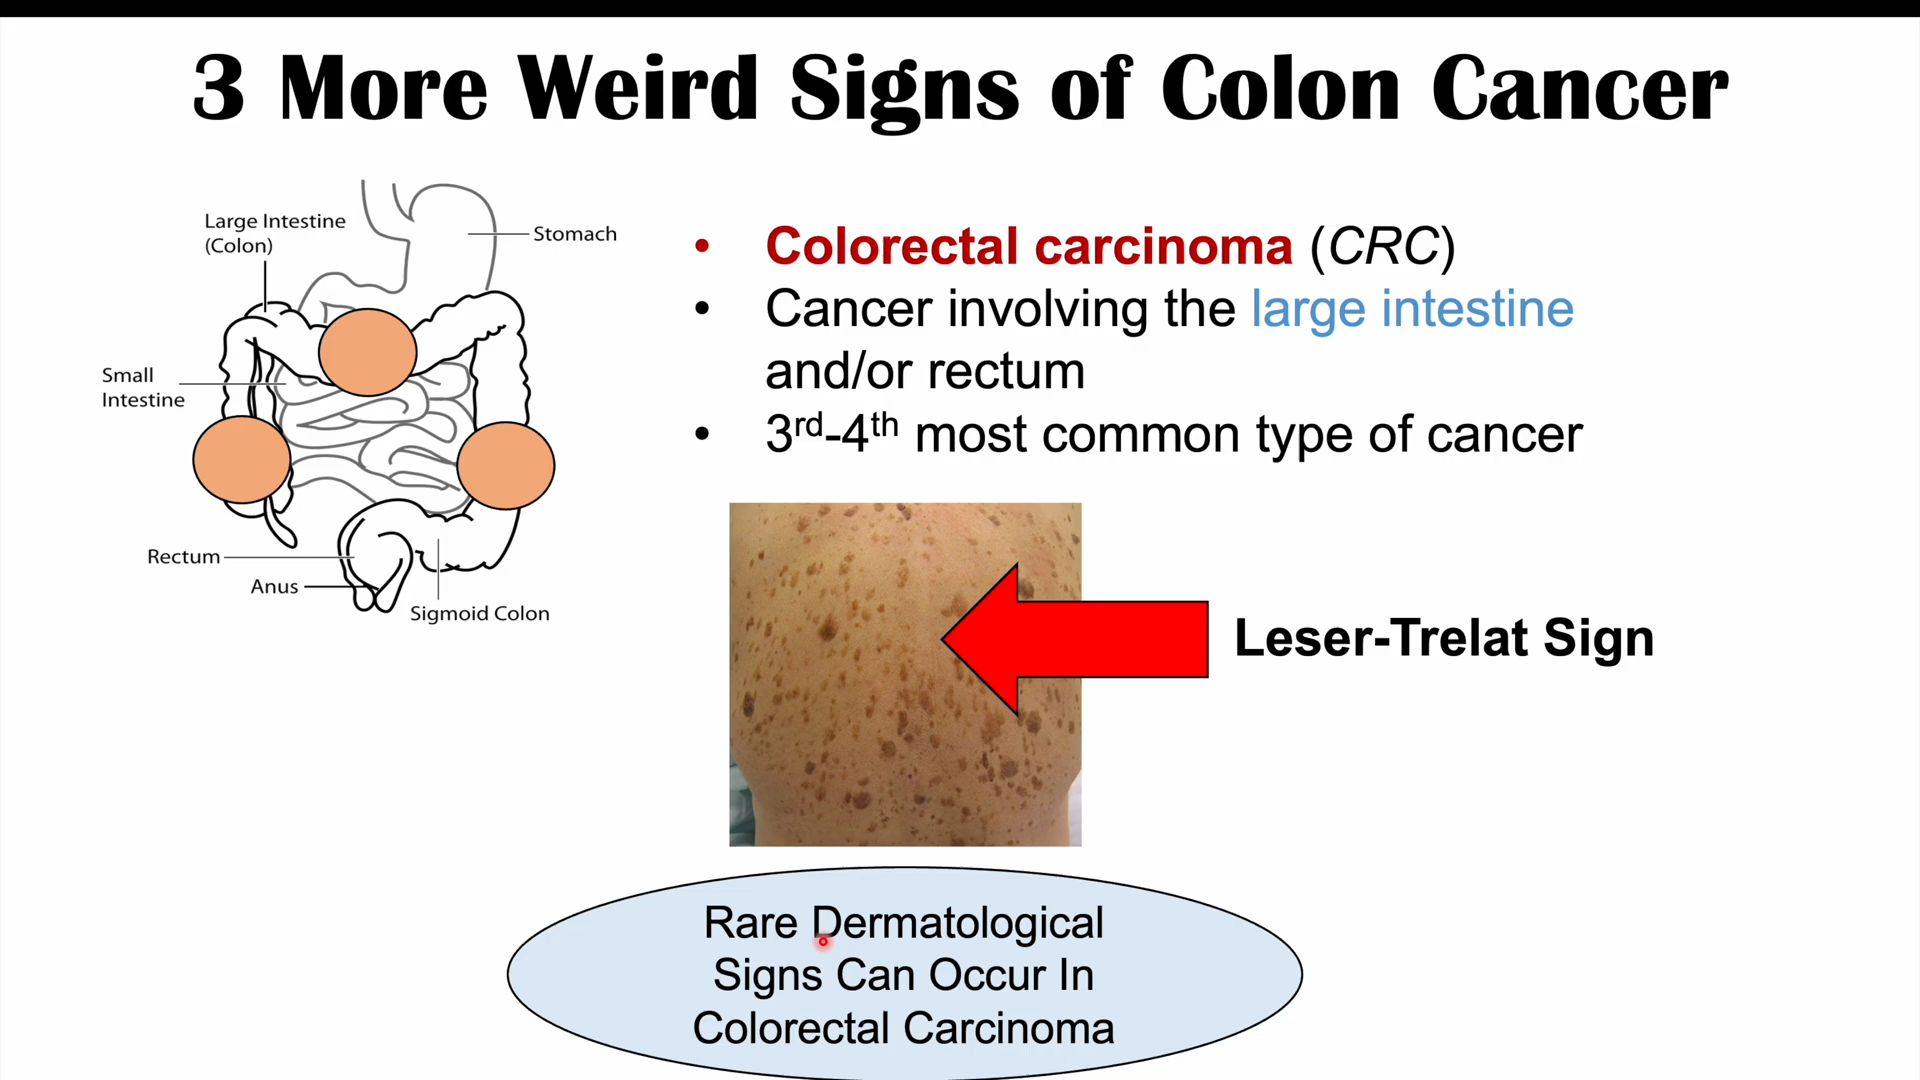 3 More Weird Signs of Colon Cancer
Large Intestine
(Colon)
Stomach
Small
Intestine
Rectum
Anus
Sigmoid Colon
• Colorectal carcinoma (CRC)
• Cancer involving the large intestine
and/or rectum
• 3rd-4th most common type of cancer
Leser-Trelat Sign
Rare Dermatological
Signs Can Occur In
Colorectal Carcinoma